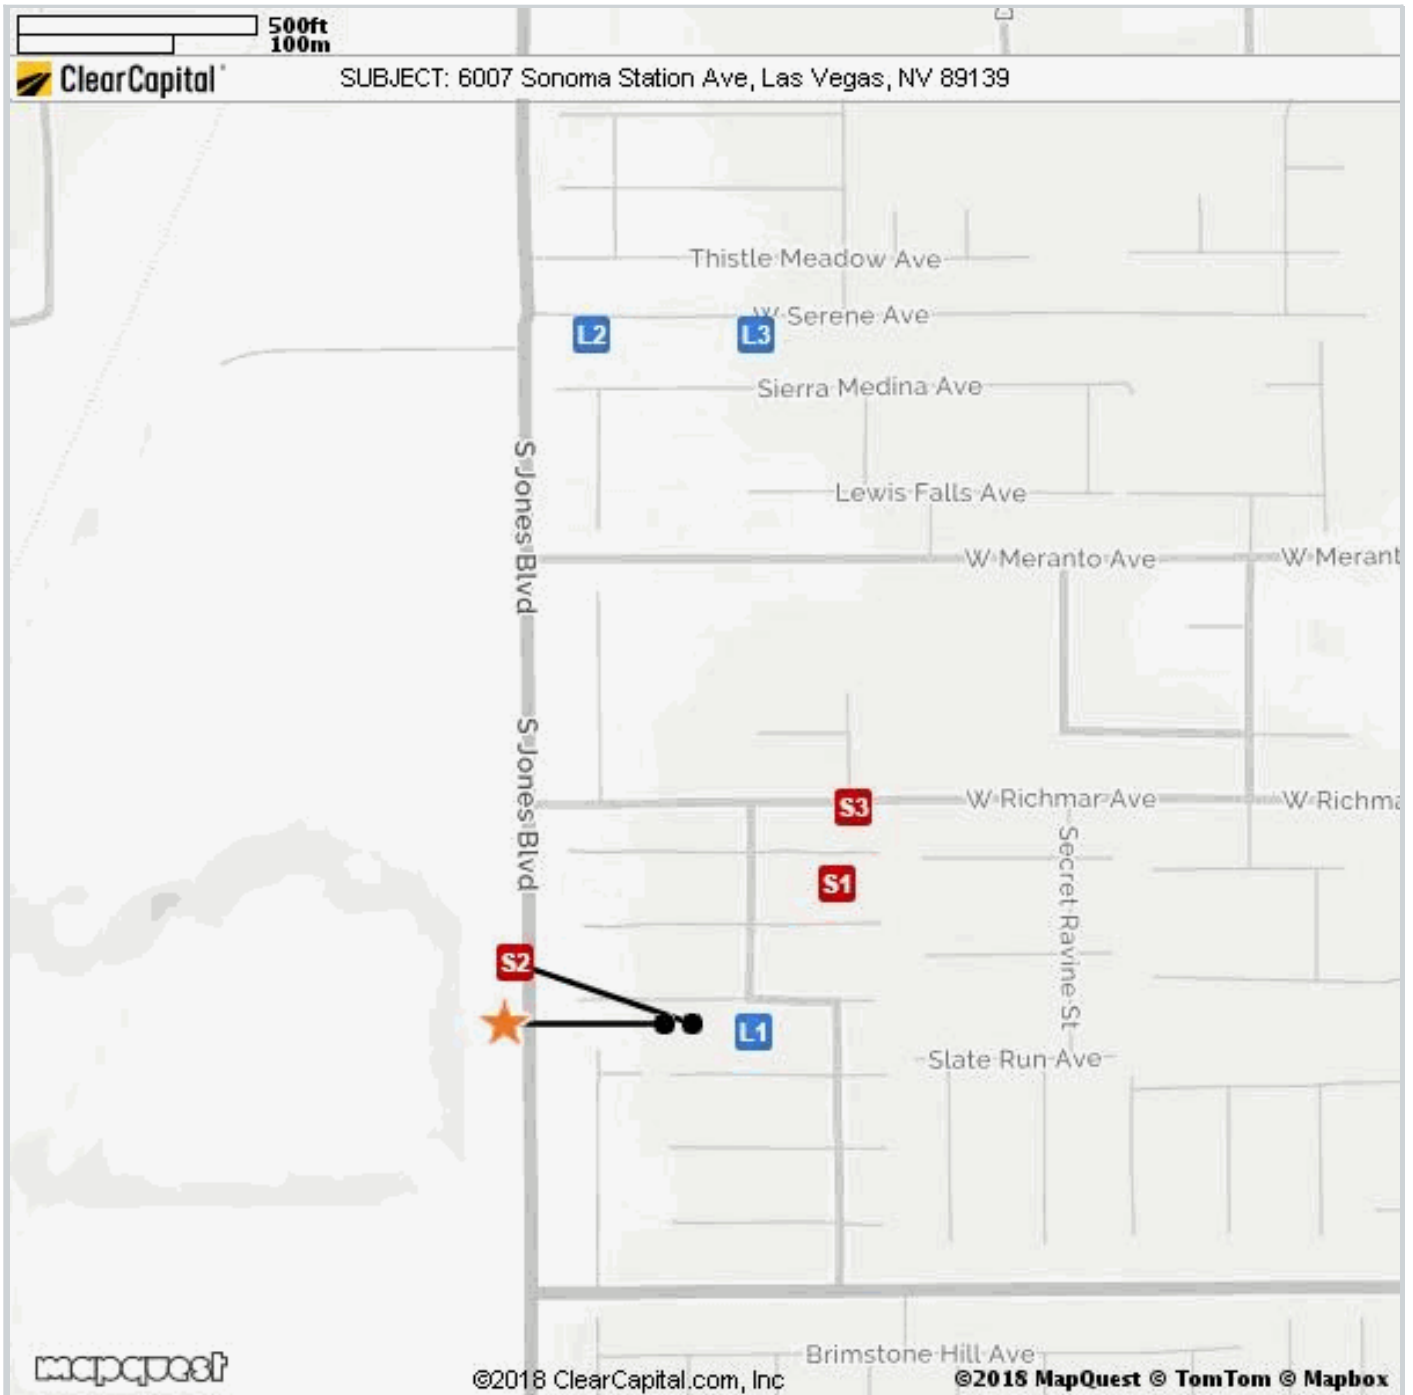 500ft
100m
ClearCapital
SUBJECT: 6007 Sonoma Station Ave, Las Vegas, NV 89139
Thistle Meadow Ave
W Serene Ave
L2
L3
Sierra Medina Ave
S Jones Blvd
Lewis Falls Ave
W Meranto Ave
W Merant
S Jones Blvd
W Richmar Ave
W Richma
S3
Secret Ravine St
S1
S2
L1
Slate Run Ave
Brimstone Hill Ave
mapquest
©2018 ClearCapital.com, Inc
©2018 MapQuest © TomTom © Mapbox